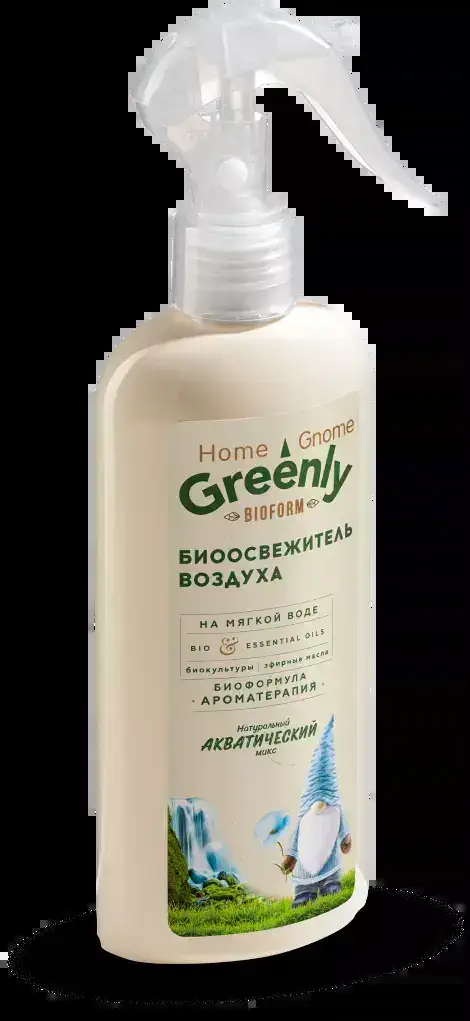 Home Gnome
Greenly
BIOFORM
БИООСВЕЖИТЕЛЬ
ВОЗДУХА
НА МЯГКОЙ ВОДЕ
BIO & ESSENTIAL OILS
биокультуры | эфирные масла
БИОФОРМУЛА
· АРОМАТЕРАПИЯ ·
Натуральный
АКВАТИЧЕСКИЙ
микс